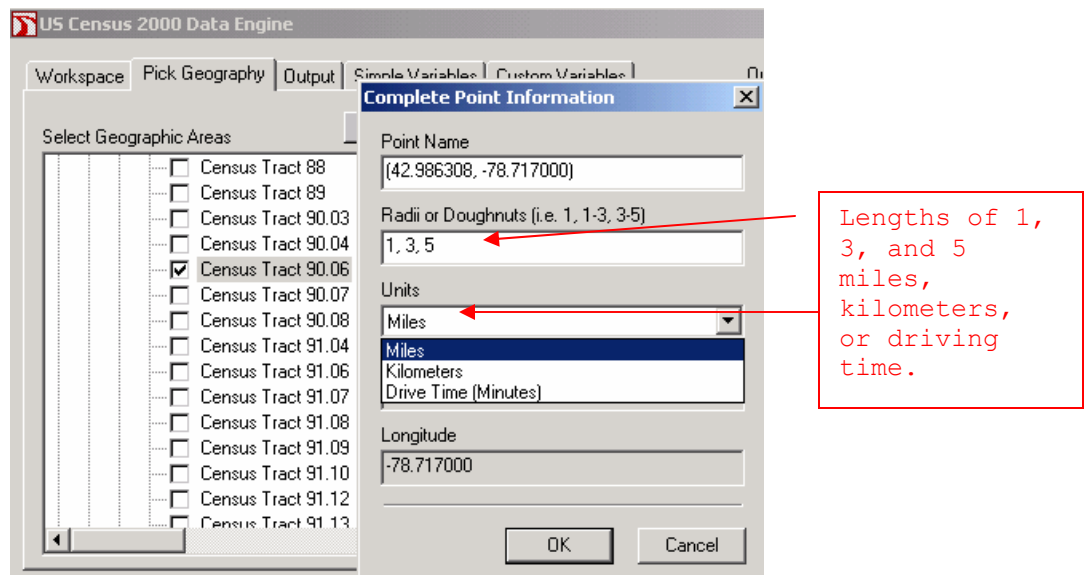 US Census 2000 Data Engine
Workspace
Pick Geography
Output
Simple Variables
Custom Variables
Select Geographic Areas
Census Tract 88
Census Tract 89
Census Tract 90.03
Census Tract 90.04
Census Tract 90.06
Census Tract 90.07
Census Tract 90.08
Census Tract 91.04
Census Tract 91.06
Census Tract 91.07
Census Tract 91.08
Census Tract 91.09
Census Tract 91.10
Census Tract 91.12
Census Tract 91.13
Complete Point Information
Point Name
(42.986308, -78.717000)
Radii or Doughnuts (i.e. 1, 1-3, 3-5)
1, 3, 5
Units
Miles
Miles
Kilometers
Drive Time (Minutes)
Longitude
-78.717000
OK
Cancel
Lengths of 1,
3, and 5
miles,
kilometers,
or driving
time.